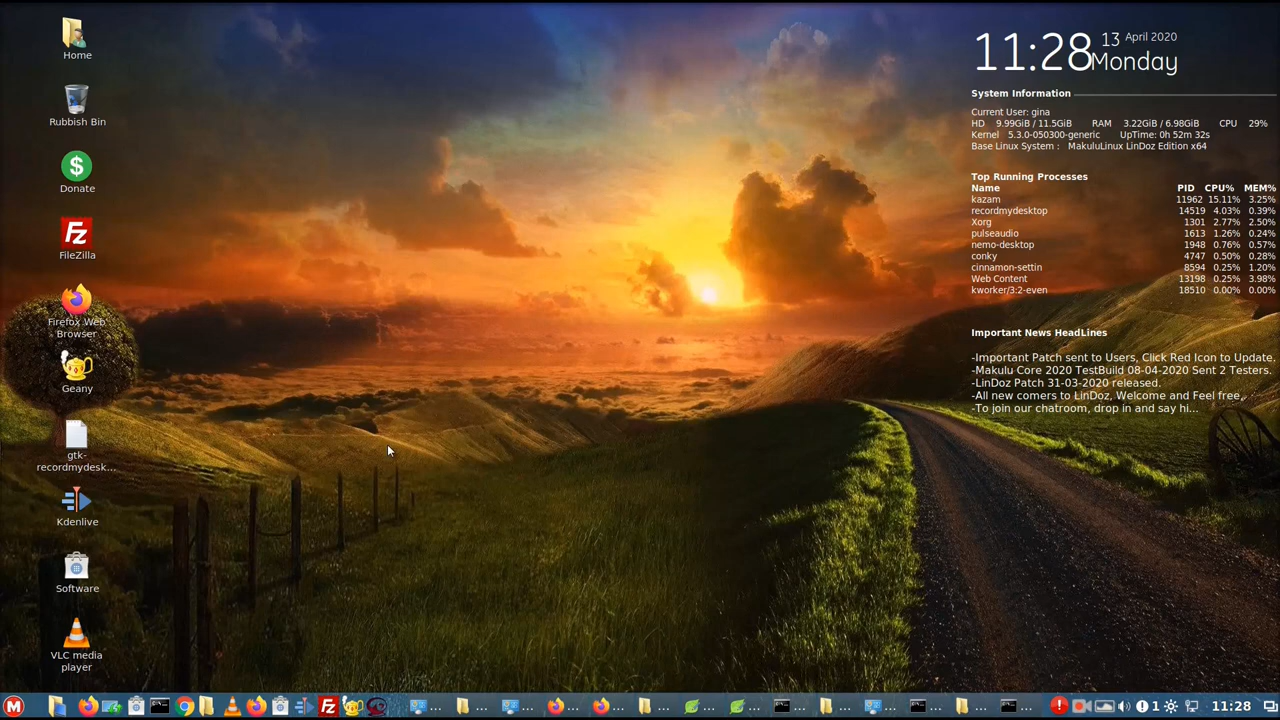 Home
Rubbish Bin
Donate
FileZilla
Firefox Web
Browser
Geany
gtk-
recordmydesk...
Kdenlive
Software
VLC media
player
11:28
13 April 2020
Monday
System Information
Current User: gina
HD 9.99GiB / 11.5GiB RAM 3.22GiB / 6.98GiB CPU 29%
Kernel 5.3.0-050300-generic UpTime: 0h 52m 32s
Base Linux System : MakuluLinux LinDoz Edition x64
Top Running Processes
Name PID CPU% MEM%
kazam 11962 15.11% 3.25%
recordmydesktop 14519 4.03% 0.39%
Xorg 1301 2.77% 2.50%
pulseaudio 1613 1.26% 0.24%
nemo-desktop 1948 0.76% 0.57%
conky 4747 0.50% 0.28%
cinnamon-settin 8594 0.25% 1.20%
Web Content 13198 0.25% 3.98%
kworker/3:2-even 18510 0.00% 0.00%
Important News HeadLines
-Important Patch sent to Users, Click Red Icon to Update.
-Makulu Core 2020 TestBuild 08-04-2020 Sent 2 Testers.
-LinDoz Patch 31-03-2020 released.
-All new comers to LinDoz, Welcome and Feel free,
-To join our chatroom, drop in and say hi...
M Fz ... ... ... ... ... ... ... ... ... ... ... ... ... ... 1 11:28